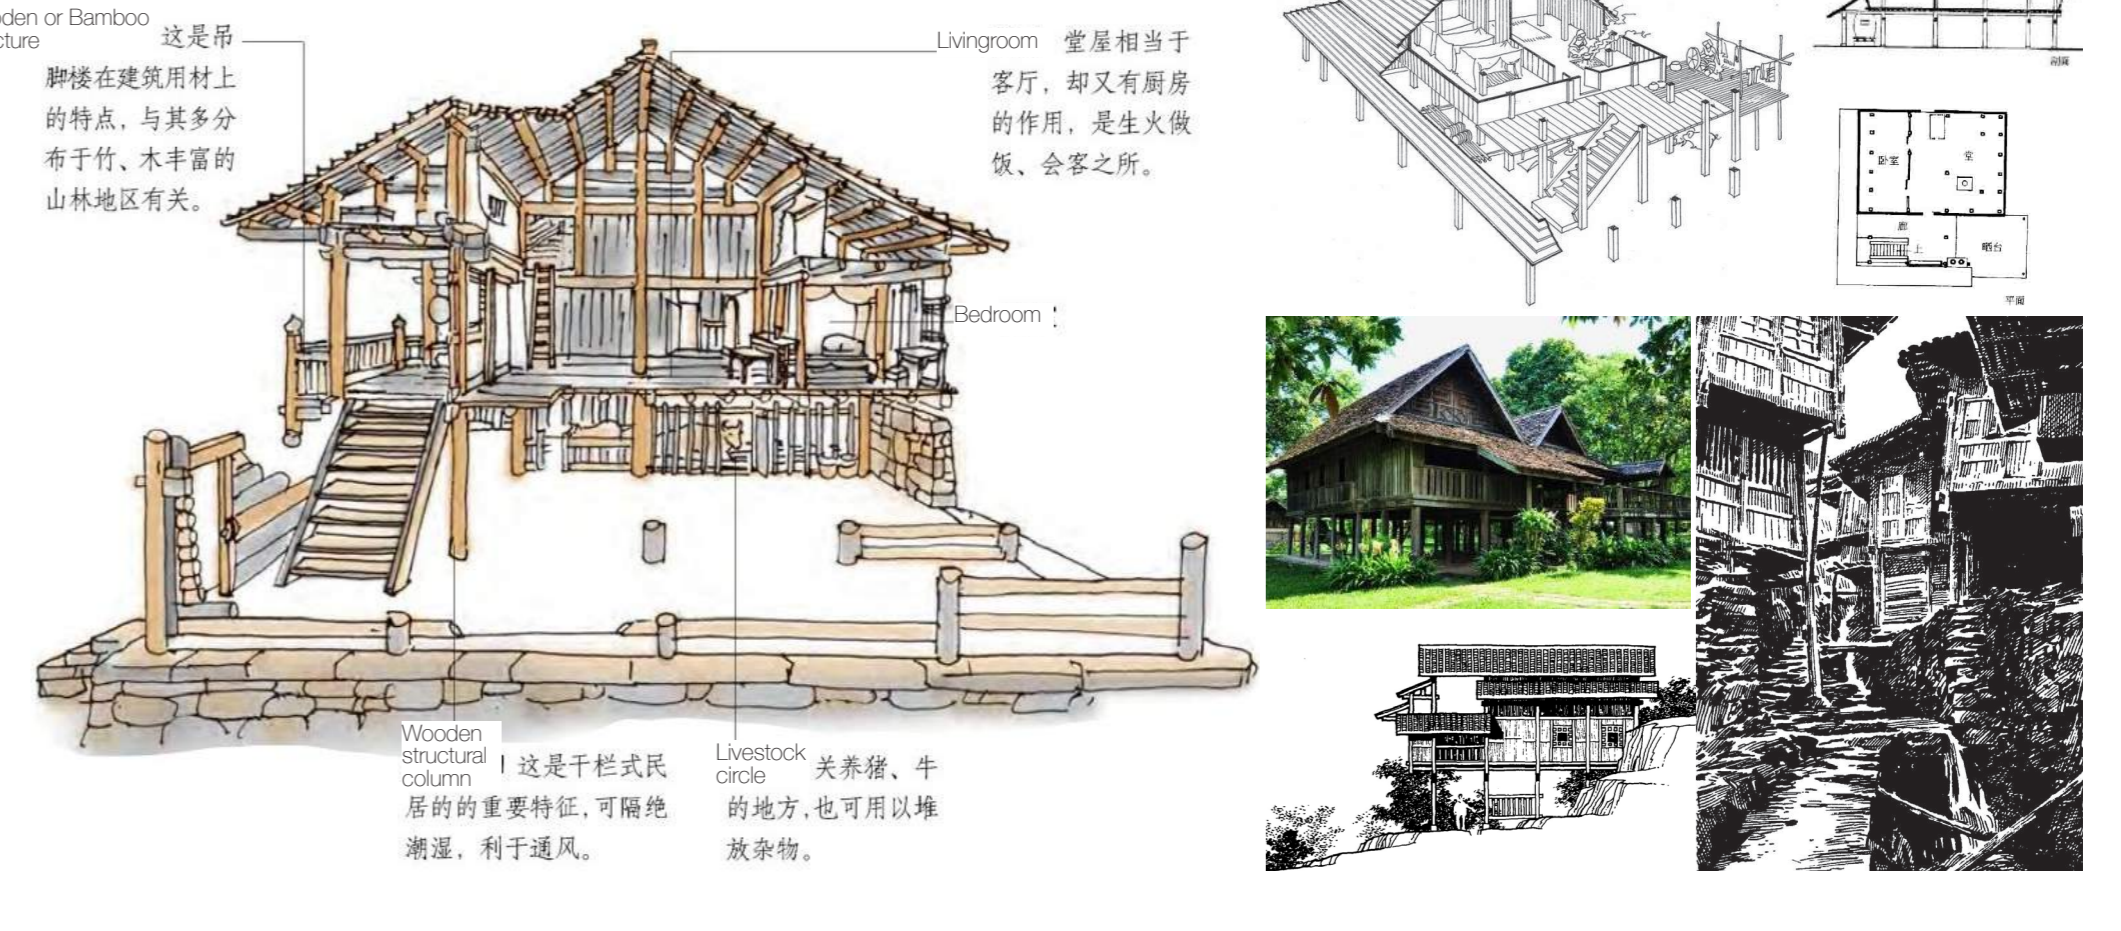 den or Bamboo
cture
这是吊
脚楼在建筑用材上
的特点，与其多分
布于竹、木丰富的
山林地区有关。
Livingroom 堂屋相当于
客厅，却又有厨房
的作用，是生火做
饭、会客之所。
Bedroom :
Wooden
structural
column
这是干栏式民
居的的重要特征，可隔绝
潮湿，利于通风。
Livestock
circle
关养猪、牛
的地方，也可用以堆
放杂物。
剖面
卧室
堂
廊
上
晒台
平面